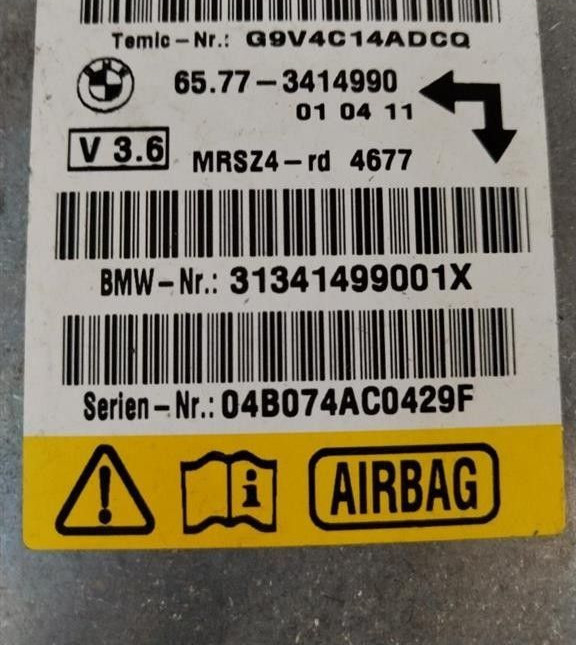 Temic-Nr.: G9V4C14ADCQ
65.77-3414990
01 04 11
V 3.6
MRSZ4-rd 4677
BMW-Nr.: 31341499001X
Serien-Nr.: 04B074AC0429F
AIRBAG